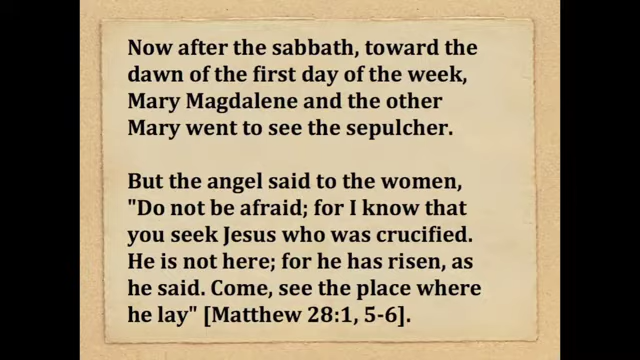 Now after the sabbath, toward the
dawn of the first day of the week,
Mary Magdalene and the other
Mary went to see the sepulcher.
But the angel said to the women,
"Do not be afraid; for I know that
you seek Jesus who was crucified.
He is not here; for he has risen, as
he said. Come, see the place where
he lay" [Matthew 28:1, 5-6].